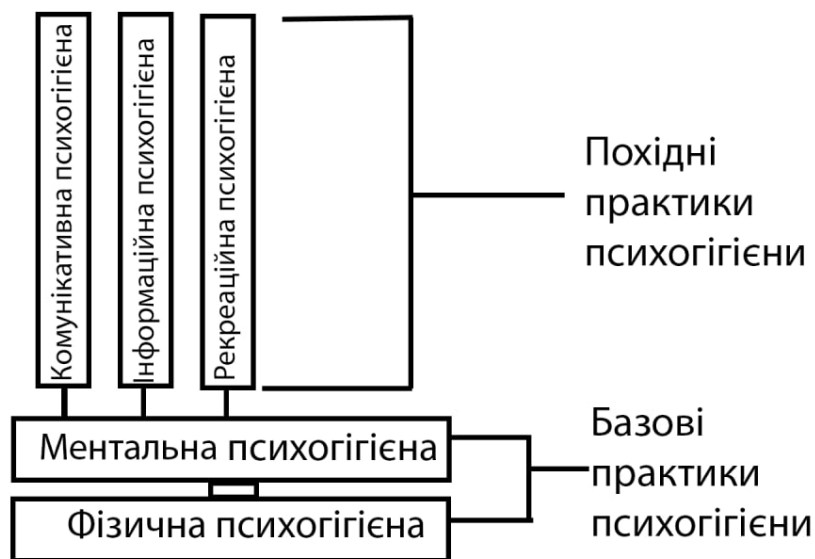 Комунікативна психогігієна
Інформаційна психогігієна
Рекреаційна психогігієна
Похідні
практики
психогігієни
Ментальна психогігієна
Фізична психогігієна
Базові
практики
психогігієни